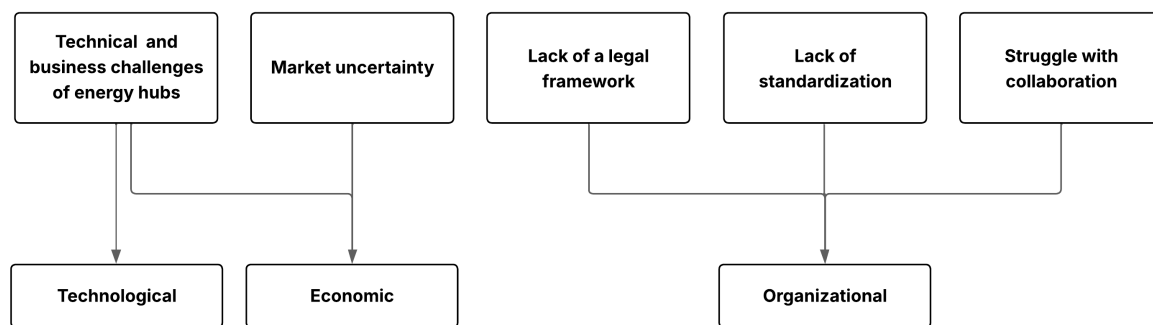 Technical and
business challenges
of energy hubs
Market uncertainty
Lack of a legal
framework
Lack of
standardization
Struggle with
collaboration
Technological
Economic
Organizational